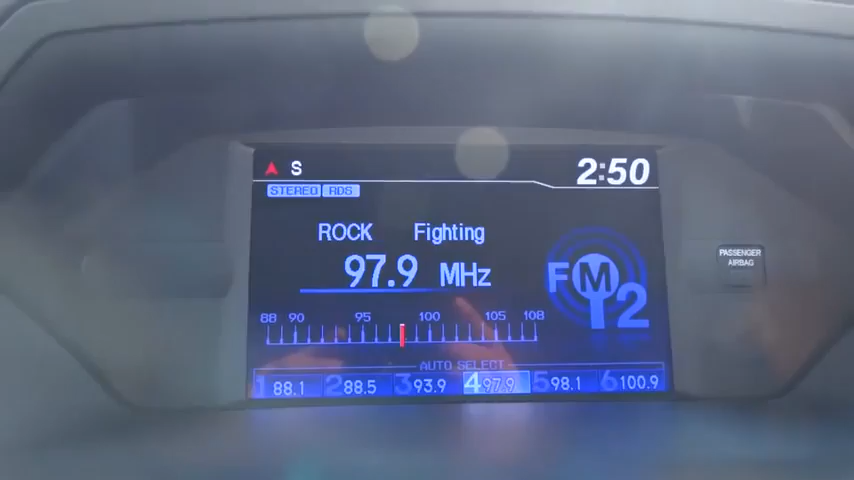 S 2:50
STEREO RDS
ROCK Fighting
97.9 MHz
FM2
PASSENGER
AIRBAG
88 90 95 100 105 108
AUTO SELECT
1 88.1 2 88.5 3 93.9 4 97.9 5 98.1 6 100.9